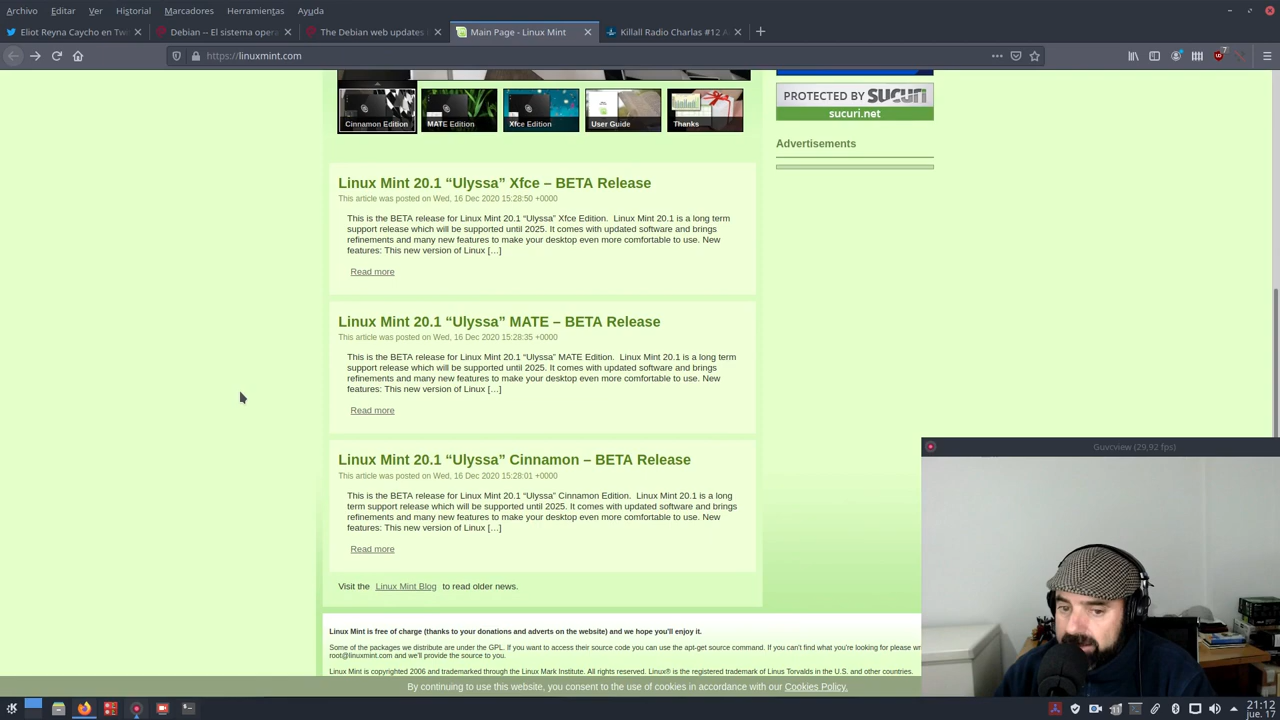 Archivo Editar Ver Historial Marcadores Herramientas Ayuda
Eliot Reyna Caycho en Tw
Debian -- El sistema opera
The Debian web updates l
Main Page - Linux Mint
Killall Radio Charlas #12 A
https://linuxmint.com
7
Cinnamon Edition
MATE Edition
Xfce Edition
User Guide
Thanks
PROTECTED BY SUCURI
sucuri.net
Advertisements
Linux Mint 20.1 “Ulyssa” Xfce – BETA Release
This article was posted on Wed, 16 Dec 2020 15:28:50 +0000
This is the BETA release for Linux Mint 20.1 “Ulyssa” Xfce Edition. Linux Mint 20.1 is a long term
support release which will be supported until 2025. It comes with updated software and brings
refinements and many new features to make your desktop even more comfortable to use. New
features: This new version of Linux […]
Read more
Linux Mint 20.1 “Ulyssa” MATE – BETA Release
This article was posted on Wed, 16 Dec 2020 15:28:35 +0000
This is the BETA release for Linux Mint 20.1 “Ulyssa” MATE Edition. Linux Mint 20.1 is a long term
support release which will be supported until 2025. It comes with updated software and brings
refinements and many new features to make your desktop even more comfortable to use. New
features: This new version of Linux […]
Read more
Linux Mint 20.1 “Ulyssa” Cinnamon – BETA Release
This article was posted on Wed, 16 Dec 2020 15:28:01 +0000
This is the BETA release for Linux Mint 20.1 “Ulyssa” Cinnamon Edition. Linux Mint 20.1 is a long
term support release which will be supported until 2025. It comes with updated software and brings
refinements and many new features to make your desktop even more comfortable to use. New
features: This new version of Linux […]
Read more
Visit the Linux Mint Blog to read older news.
Guvcview (29,92 fps)
Linux Mint is free of charge (thanks to your donations and adverts on the website) and we hope you'll enjoy it.
Some of the packages we distribute are under the GPL. If you want to access their source code you can use the apt-get source command. If you can't find what you're looking for please wr
root@linuxmint.com and we'll provide the source to you.
Linux Mint is copyrighted 2006 and trademarked through the Linux Mark Institute. All rights reserved. Linux® is the registered trademark of Linus Torvalds in the U.S. and other countries.
By continuing to use this website, you consent to the use of cookies in accordance with our Cookies Policy.
21:12
jue. 17